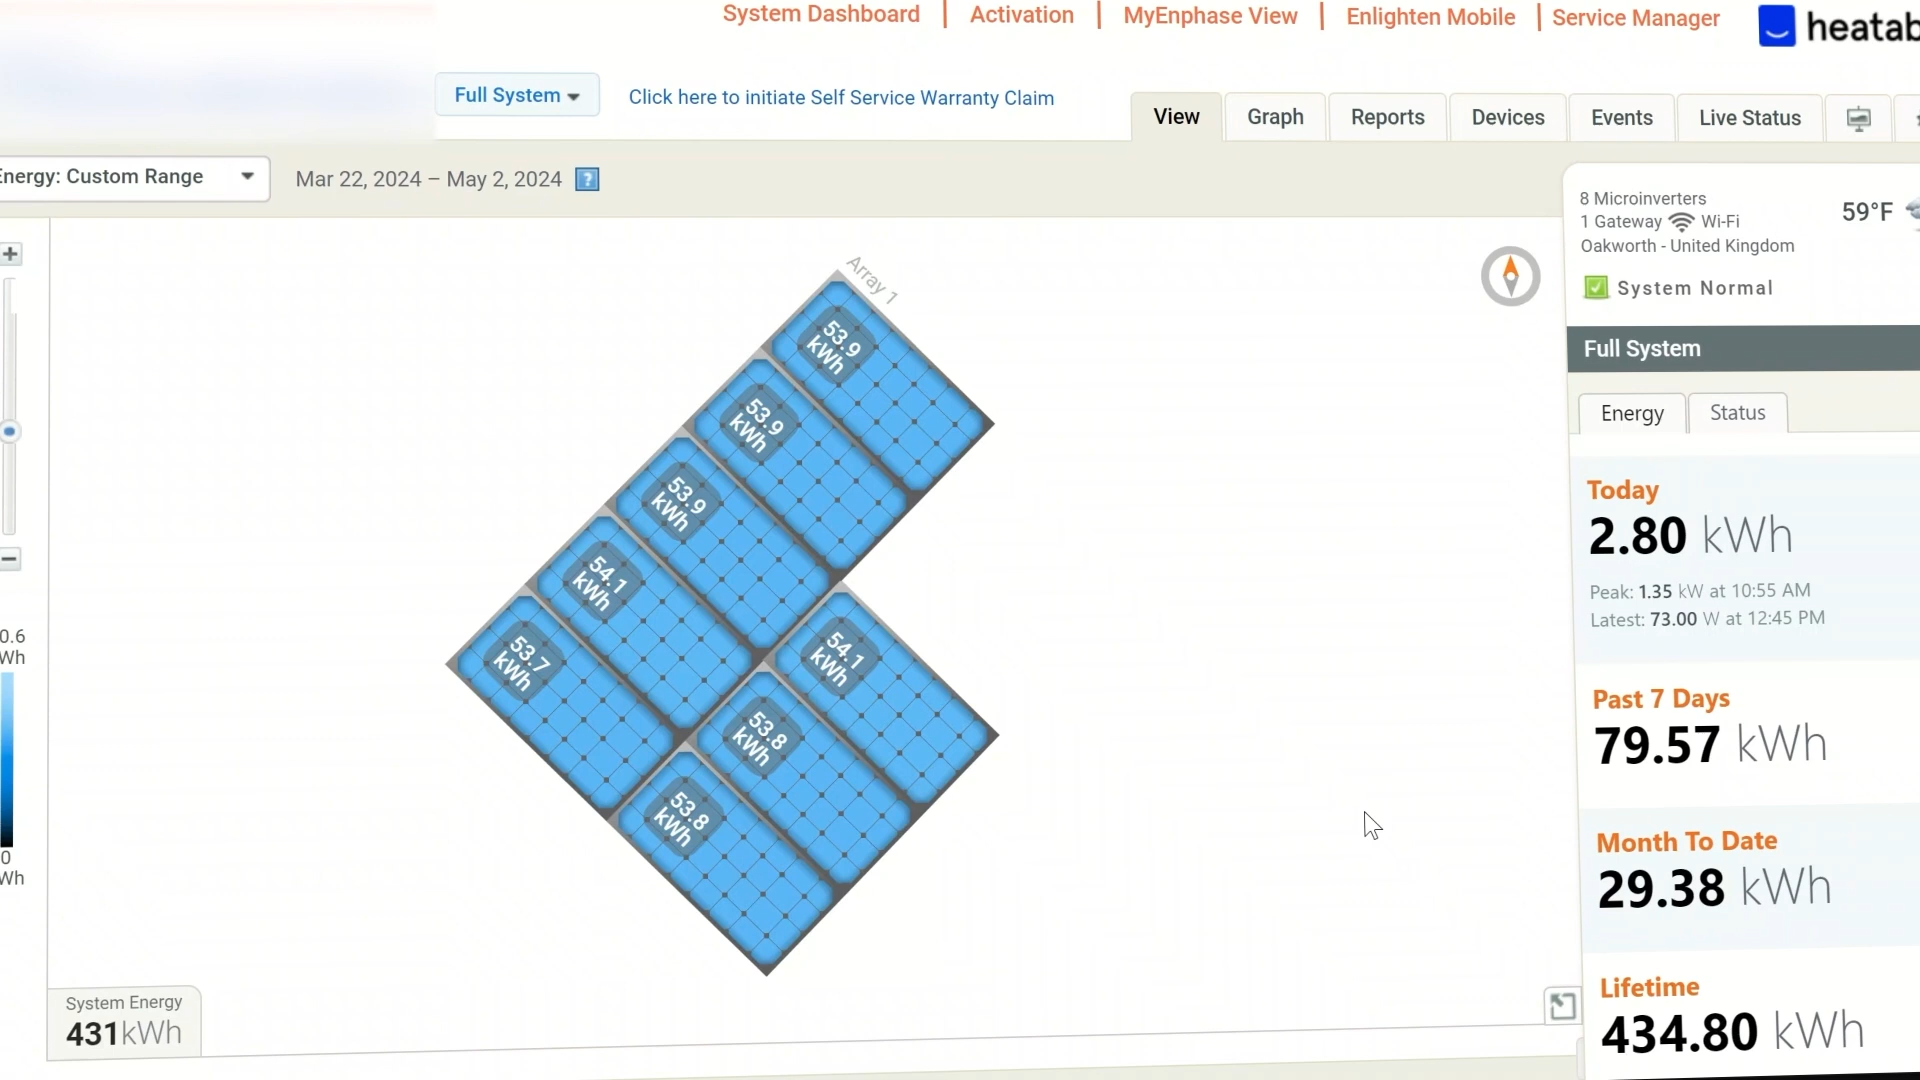 System Dashboard | Activation | MyEnphase View | Enlighten Mobile | Service Manager
heatab
Full System
Click here to initiate Self Service Warranty Claim
View
Graph
Reports
Devices
Events
Live Status
Energy: Custom Range
Mar 22, 2024 – May 2, 2024
?
8 Microinverters
1 Gateway Wi-Fi
Oakworth - United Kingdom
59°F
System Normal
Array 1
53.9
kWh
53.9
kWh
53.9
kWh
54.1
kWh
53.7
kWh
54.1
kWh
53.8
kWh
53.8
kWh
0.6
Wh
0
Wh
System Energy
431kWh
Full System
Energy
Status
Today
2.80 kWh
Peak: 1.35 kW at 10:55 AM
Latest: 73.00 W at 12:45 PM
Past 7 Days
79.57 kWh
Month To Date
29.38 kWh
Lifetime
434.80 kWh